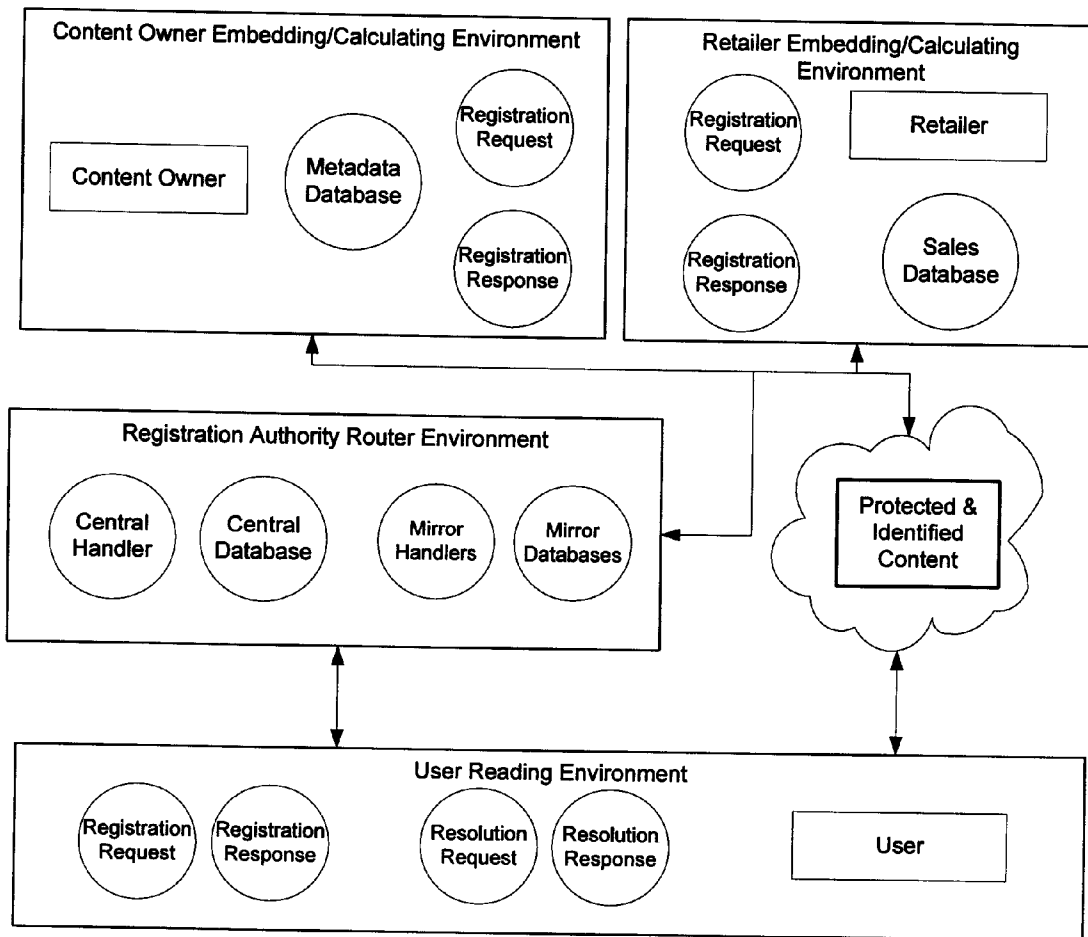 Content Owner Embedding/Calculating Environment
Content Owner
Metadata
Database
Registration
Request
Registration
Response
Retailer Embedding/Calculating
Environment
Registration
Request
Retailer
Registration
Response
Sales
Database
Registration Authority Router Environment
Central
Handler
Central
Database
Mirror
Handlers
Mirror
Databases
Protected &
Identified
Content
User Reading Environment
Registration
Request
Registration
Response
Resolution
Request
Resolution
Response
User